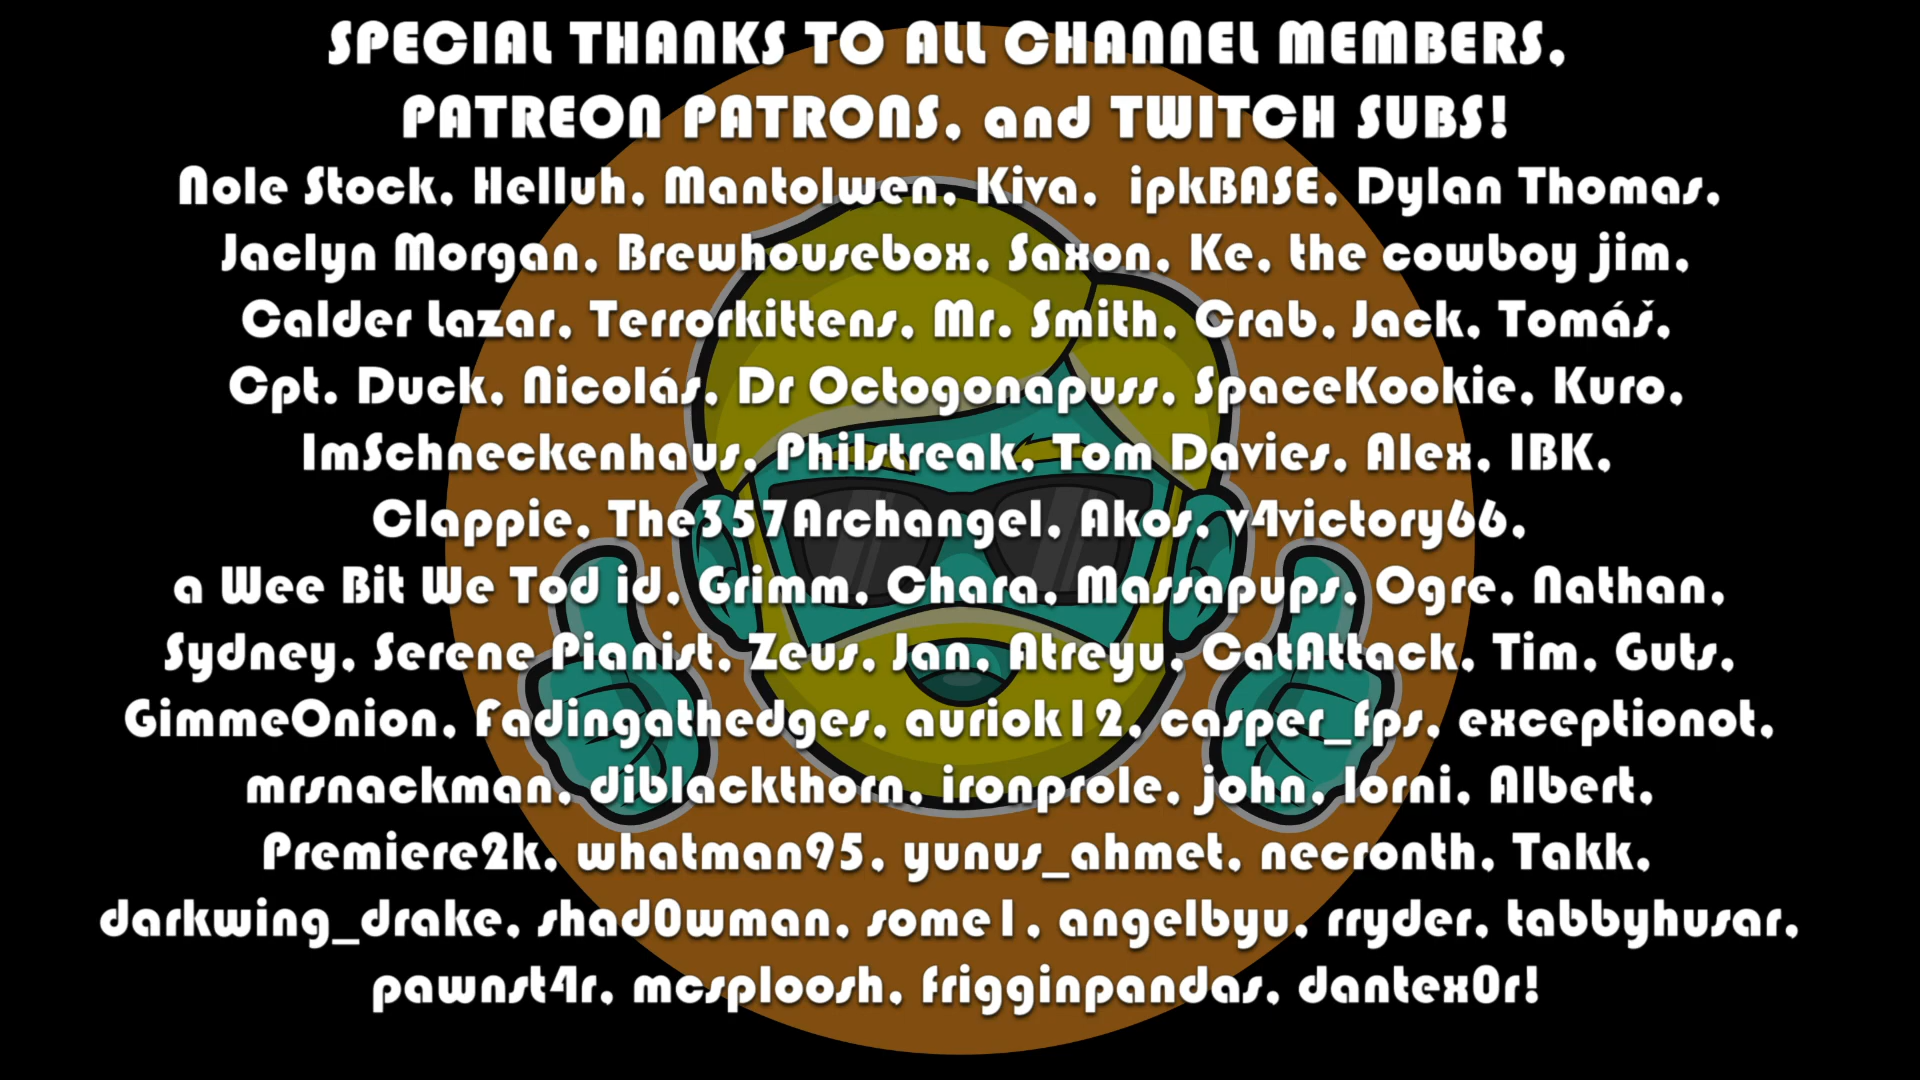 SPECIAL THANKS TO ALL CHANNEL MEMBERS,
PATREON PATRONS, and TWITCH SUBS!
Nole Stock, Helluh, Mantolwen, Kiva, ipkBASE, Dylan Thomas,
Jaclyn Morgan, Brewhousebox, Saxon, Ke, the cowboy jim,
Calder Lazar, Terrorkittens, Mr. Smith, Crab, Jack, Tomáš,
Cpt. Duck, Nicolás, Dr Octogonapuss, SpaceKookie, Kuro,
ImSchneckenhaus, Philstreak, Tom Davies, Alex, IBK,
Clappie, The357Archangel, Akos, v4victory66,
a Wee Bit We Tod id, Grimm, Chara, Massapups, Ogre, Nathan,
Sydney, Serene Pianist, Zeus, Jan, Atreyu, CatAttack, Tim, Guts,
GimmeOnion, Fadingathedges, auriok12, casper_fps, exceptionot,
mrsnackman, diblackthorn, ironprole, john, lorni, Albert,
Premiere2k, whatman95, yunus_ahmet, necronth, Takk,
darkwing_drake, shad0wman, some1, angelbyu, rryder, tabbyhusar,
pawnst4r, mcsploosh, frigginpandas, dantex0r!